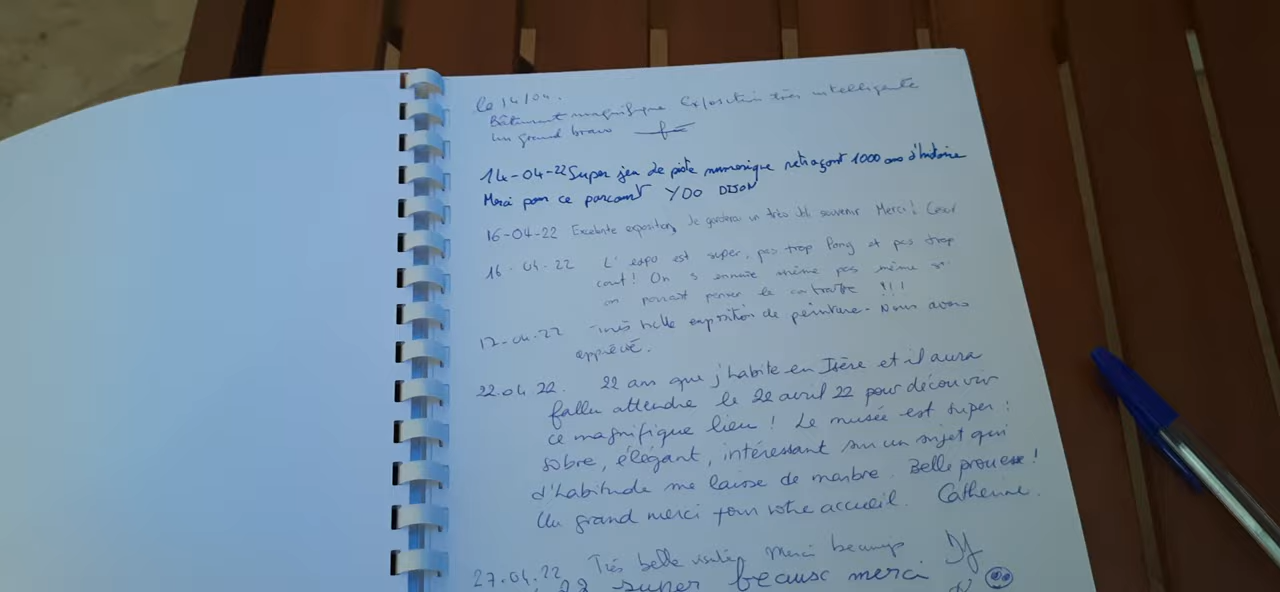 le 14/04.
Bâtiment magnifique Exposition très intelligente
Un grand bravo
14-04-22 Super jeu de piste numérique retraçant 1000 ans d'histoire
Merci pour ce parcourt YDO DIJON
16-04-22 Excellente exposition, Je garderai un très joli souvenir Merci!
16-04-22 L'expo est super, pas trop long et pas trop
court! On s'ennuie même pas même si
on pourrait penser le contraire !!!
17-04-22 Très belle exposition de peinture. Nous avons
apprécié.
22.04.22. 22 ans que j'habite en Isère et il aura
fallu attendre le 22 avril 22 pour découvrir
ce magnifique lieu! Le musée est super:
sobre, élégant, intéressant sur un sujet qui
d'habitude me laisse de marbre. Belle prouesse!
Un grand merci pour votre accueil. Catherine.
27.04.22 Très belle visite, Merci beaucoup
super beause merci